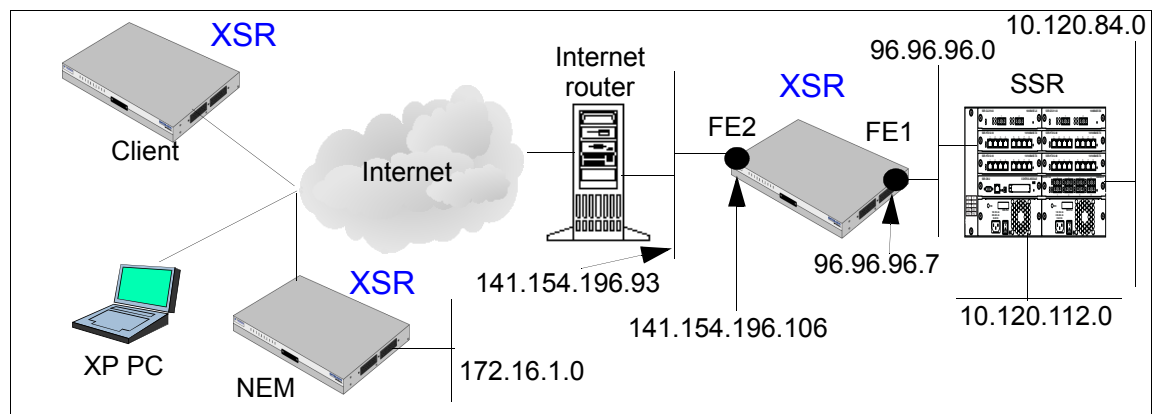 XSR
Client
Internet
Internet
router
XSR
FE2
FE1
96.96.96.0
10.120.84.0
SSR
141.154.196.93
141.154.196.106
96.96.96.7
10.120.112.0
XP PC
XSR
NEM
172.16.1.0